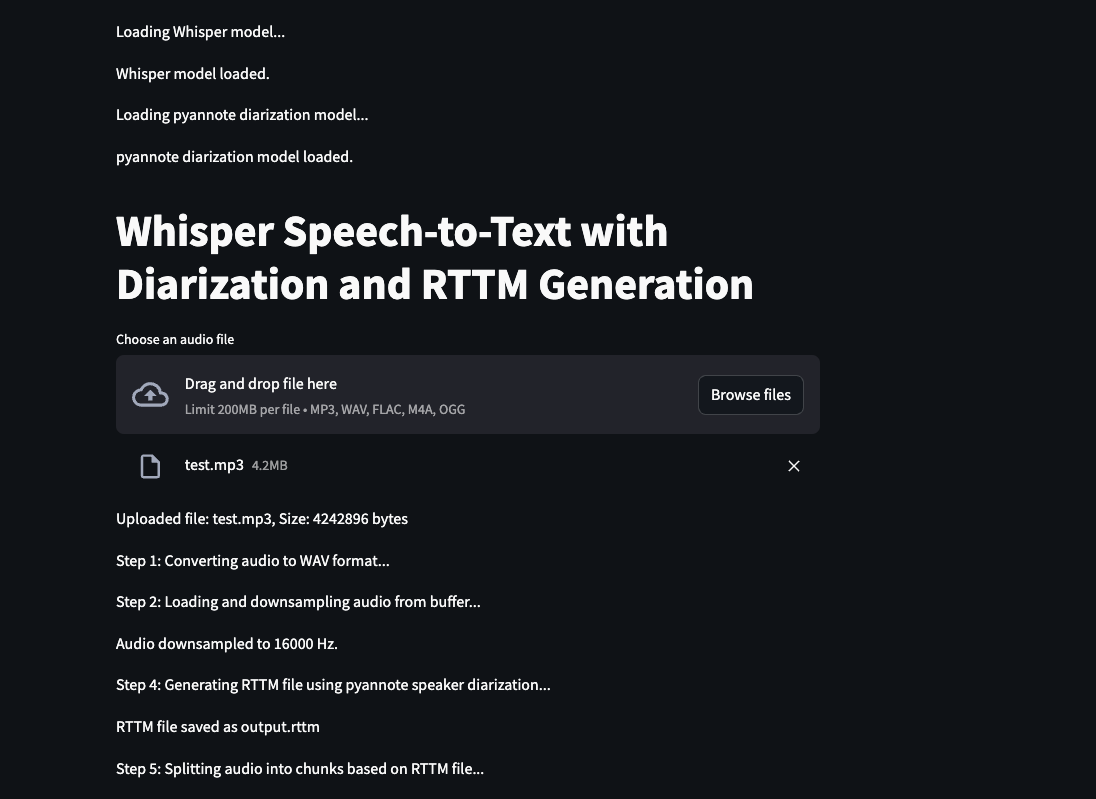 Loading Whisper model...
Whisper model loaded.
Loading pyannote diarization model...
pyannote diarization model loaded.
Whisper Speech-to-Text with
Diarization and RTTM Generation
Choose an audio file
Drag and drop file here
Limit 200MB per file • MP3, WAV, FLAC, M4A, OGG
Browse files
test.mp3 4.2MB
Uploaded file: test.mp3, Size: 4242896 bytes
Step 1: Converting audio to WAV format...
Step 2: Loading and downsampling audio from buffer...
Audio downsampled to 16000 Hz.
Step 4: Generating RTTM file using pyannote speaker diarization...
RTTM file saved as output.rttm
Step 5: Splitting audio into chunks based on RTTM file...